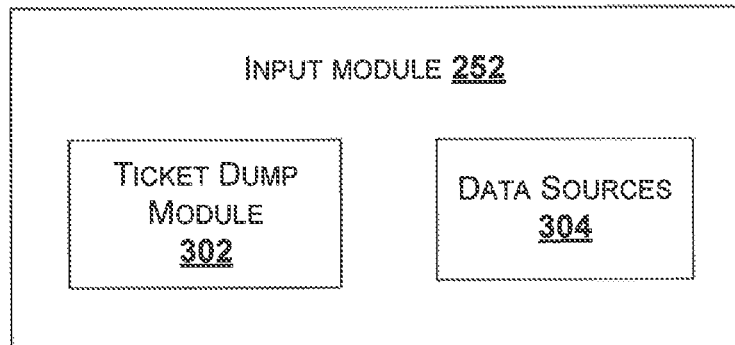 INPUT MODULE 252
TICKET DUMP
MODULE
302
DATA SOURCES
304